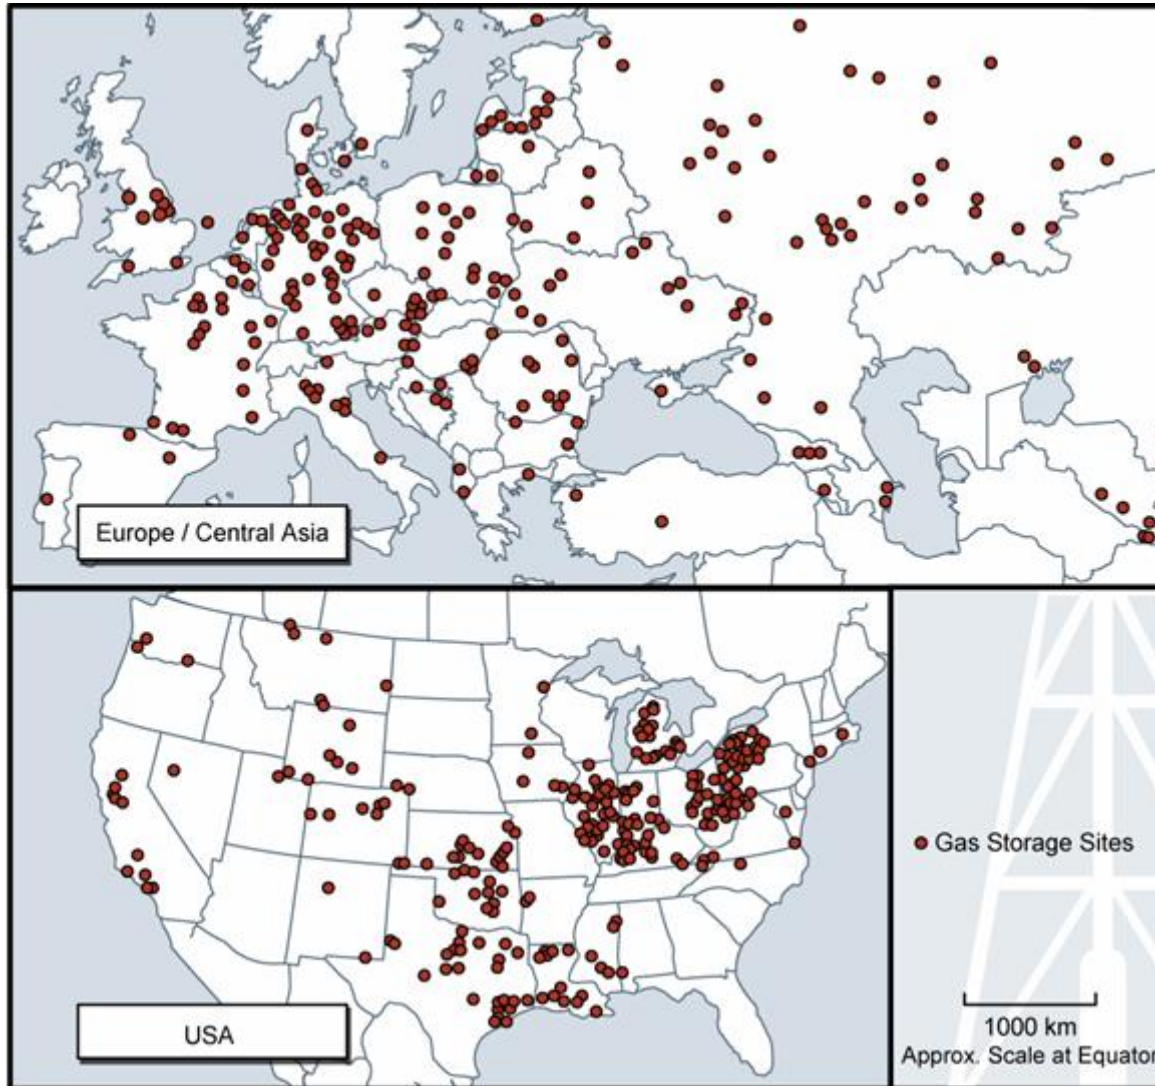 Europe / Central Asia
USA
Gas Storage Sites
1000 km
Approx. Scale at Equator